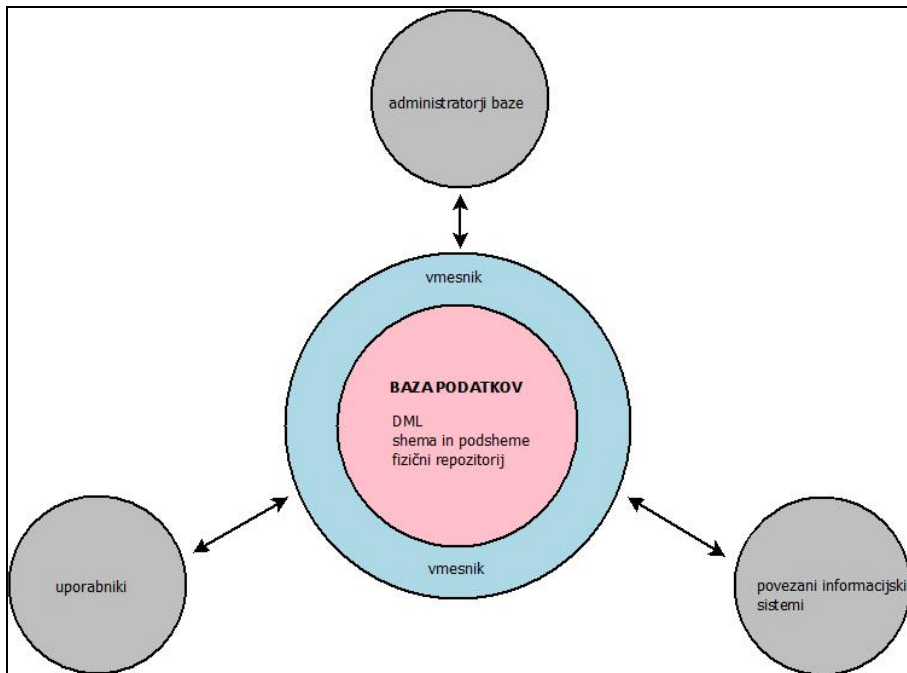 administratorji baze
vmesnik
BAZA PODATKOV
DML
shema in podsheme
fizični repozitorij
vmesnik
uporabniki
povezani informacijski
sistemi